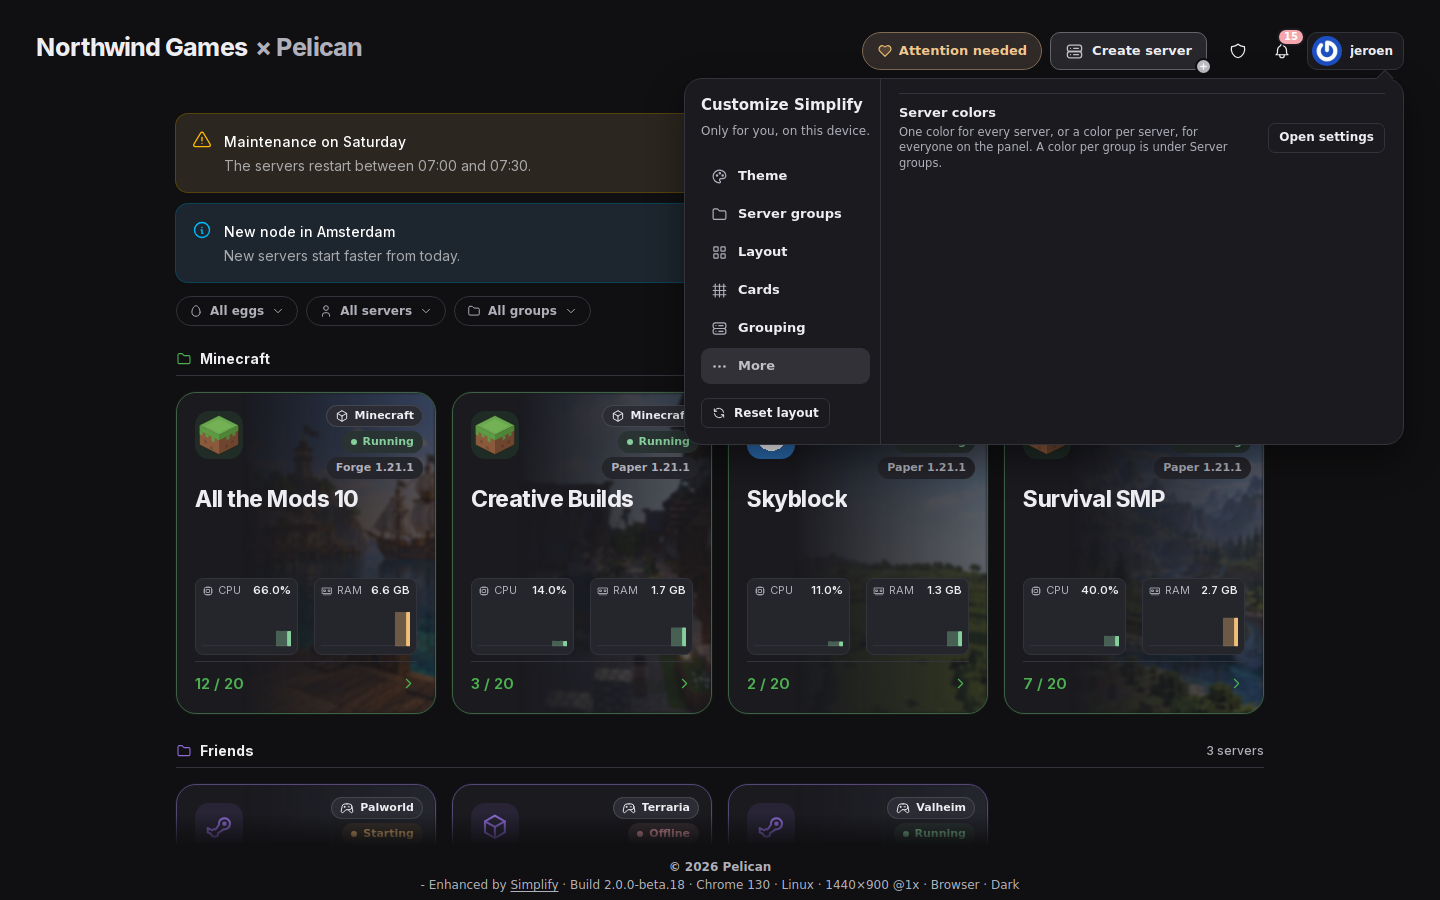 Northwind Games × Pelican
Attention needed
Create server
15
jeroen
Customize Simplify
Only for you, on this device.
Theme
Server groups
Layout
Cards
Grouping
More
Reset layout
Server colors
One color for every server, or a color per server, for
everyone on the panel. A color per group is under Server
groups.
Open settings
Maintenance on Saturday
The servers restart between 07:00 and 07:30.
New node in Amsterdam
New servers start faster from today.
All eggs
All servers
All groups
Minecraft
Minecraft
Running
Forge 1.21.1
All the Mods 10
CPU 66.0%
RAM 6.6 GB
12 / 20
Minecraf
Running
Paper 1.21.1
Creative Builds
CPU 14.0%
RAM 1.7 GB
3 / 20
Paper 1.21.1
Skyblock
CPU 11.0%
RAM 1.3 GB
2 / 20
Paper 1.21.1
Survival SMP
CPU 40.0%
RAM 2.7 GB
7 / 20
Friends
3 servers
Palworld
Starting
Terraria
Offline
Valheim
Running
© 2026 Pelican
- Enhanced by Simplify · Build 2.0.0-beta.18 · Chrome 130 · Linux · 1440×900 @1x · Browser · Dark